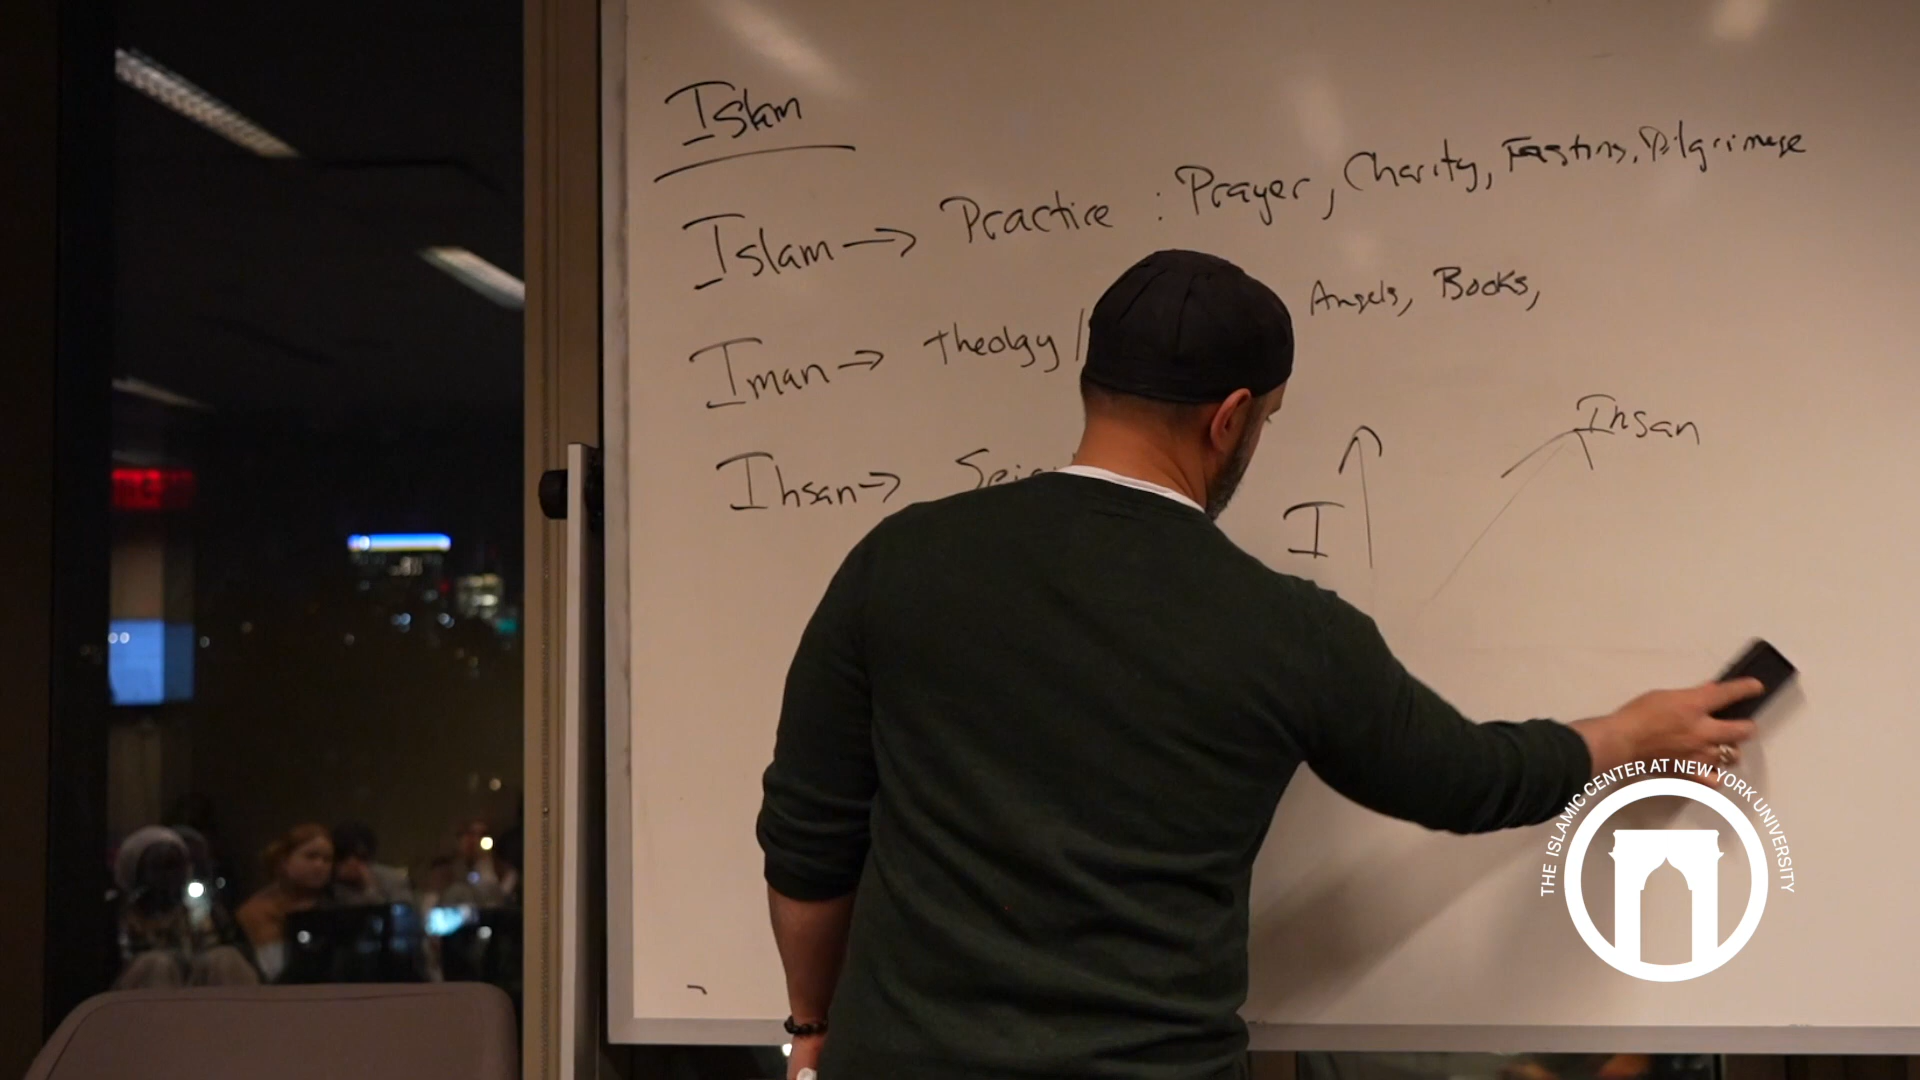 Islam
Islam → Practice : Prayer, Charity, Fasting, Pilgrimage
Iman → theolgy / Angels, Books,
Ihsan
Ihsan →
I
THE ISLAMIC CENTER AT NEW YORK UNIVERSITY